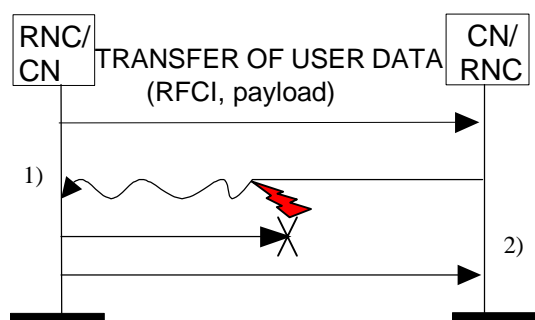 RNC/
CN
CN/
RNC
TRANSFER OF USER DATA
(RFCI, payload)
1)
2)